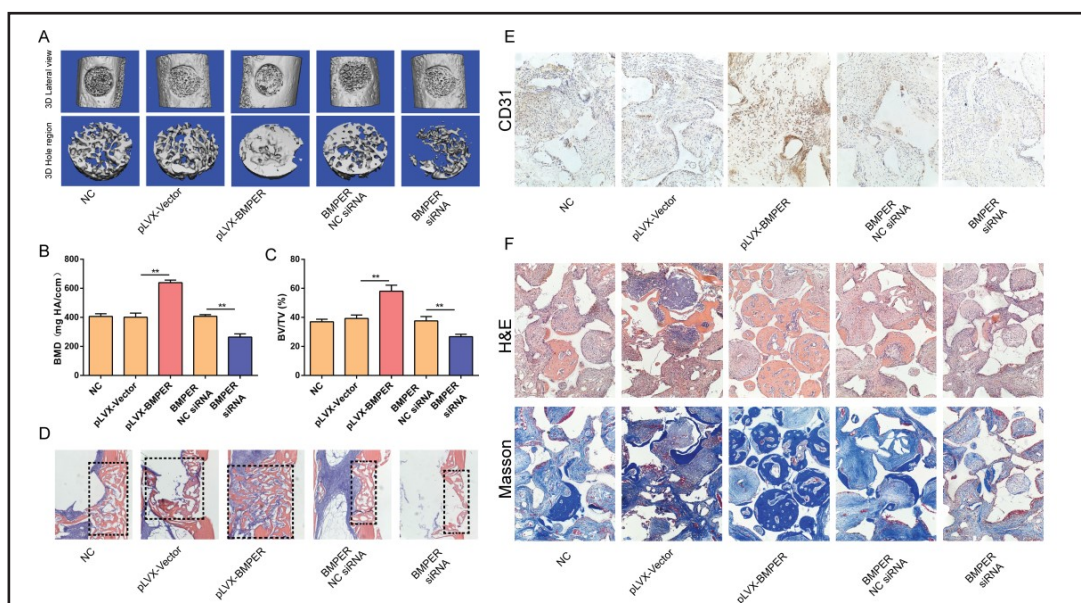 A
3D Lateral view
3D Hole region
NC
pLVX-Vector
pLVX-BMPER
BMPER
NC siRNA
BMPER
siRNA
B
BMD (mg HA/ccm)
800
600
400
200
0
**
**
NC
pLVX-Vector
pLVX-BMPER
BMPER
NC siRNA
BMPER
siRNA
C
BV/TV (%)
80
60
40
20
0
**
**
NC
pLVX-Vector
pLVX-BMPER
BMPER
NC siRNA
BMPER
siRNA
D
NC
pLVX-Vector
pLVX-BMPER
BMPER
NC siRNA
BMPER
siRNA
E
CD31
NC
pLVX-Vector
pLVX-BMPER
BMPER
NC siRNA
BMPER
siRNA
F
H&E
Masson
NC
pLVX-Vector
pLVX-BMPER
BMPER
NC siRNA
BMPER
siRNA